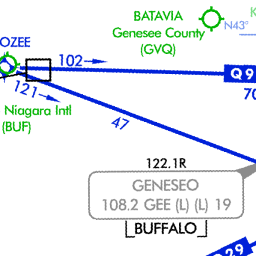 BATAVIA
Genesee County
(GVQ)
K
N43°
OZEE
102
Q 9
70
121
Niagara Intl
(BUF)
47
122.1R
GENESEO
108.2 GEE (L) (L) 19
BUFFALO
29